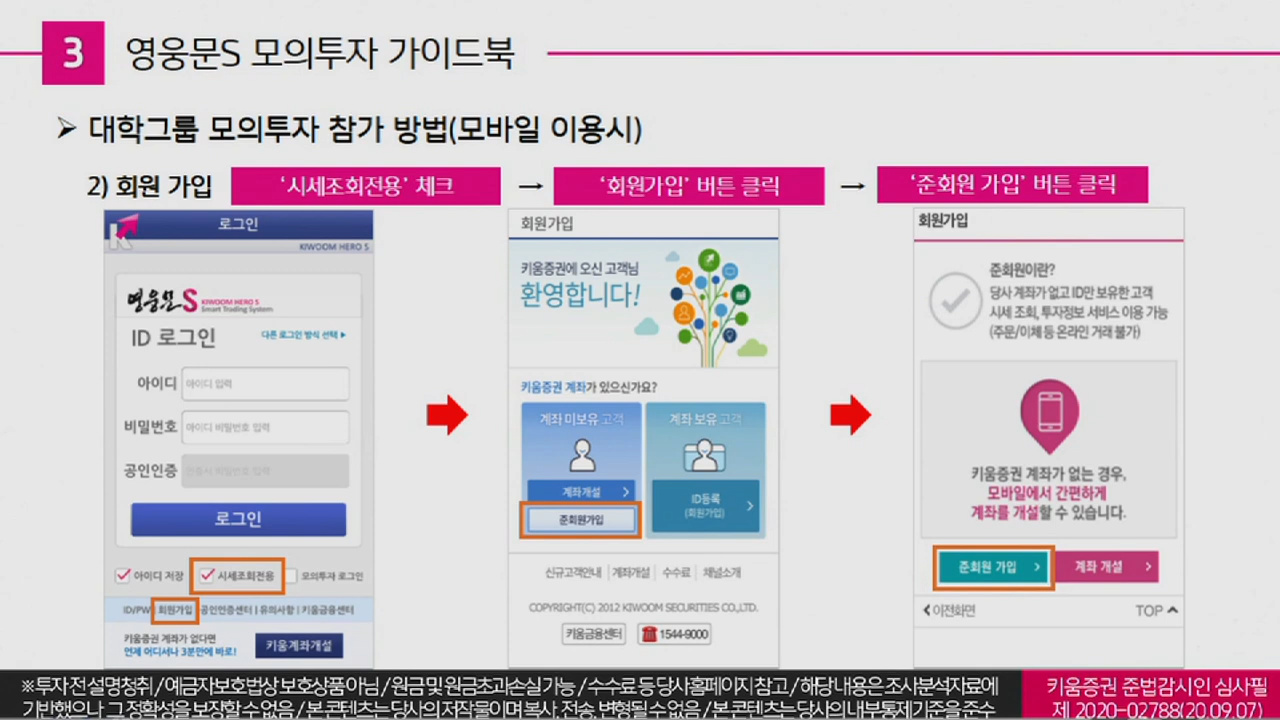 3
영웅문S 모의투자 가이드북
➢ 대학그룹 모의투자 참가 방법(모바일 이용시)
2) 회원 가입
'시세조회전용' 체크
→
'회원가입' 버튼 클릭
→
'준회원 가입' 버튼 클릭
로그인
KIWOOM HERO S
영웅문S KIWOOM HERO S
Smart Trading System
ID 로그인
다른 로그인 방식 선택 ▶
아이디
아이디 입력
비밀번호
아이디 비밀번호 입력
공인인증
인증서 비밀번호 입력
로그인
아이디 저장
시세조회전용
모의투자 로그인
ID/PW | 회원가입 | 공인인증센터 | 유의사항 | 키움금융센터
키움증권 계좌가 없다면
언제 어디서나 3분만에 바로!
키움계좌개설
회원가입
키움증권에 오신 고객님
환영합니다!
키움증권 계좌가 있으신가요?
계좌 미보유 고객
계좌개설 >
준회원가입
계좌 보유 고객
ID등록
(회원가입) >
신규고객안내 | 계좌개설 | 수수료 | 채널소개
COPYRIGHT(C) 2012 KIWOOM SECURITIES CO.,LTD.
키움금융센터
☎ 1544-9000
회원가입
준회원이란?
당사 계좌가 없고 ID만 보유한 고객
시세 조회, 투자정보 서비스 이용 가능
(주문/이체 등 온라인 거래 불가)
키움증권 계좌가 없는 경우,
모바일에서 간편하게
계좌를 개설할 수 있습니다.
준회원 가입 >
계좌 개설 >
<이전화면
TOP ^
※ 투자 전 설명청취 / 예금자보호법상 보호상품 아님 / 원금 및 원금초과손실 가능 / 수수료 등 당사홈페이지 참고 / 해당 내용은 조사분석자료에
기반했으나 그 정확성을 보장할 수 없음 / 본 콘텐츠는 당사의 저작물이며 복사, 전송, 변형될 수 없음 / 본 콘텐츠는 당사의 내부통제기준을 준수
키움증권 준법감시인 심사필
제 2020-02788(20.09.07)